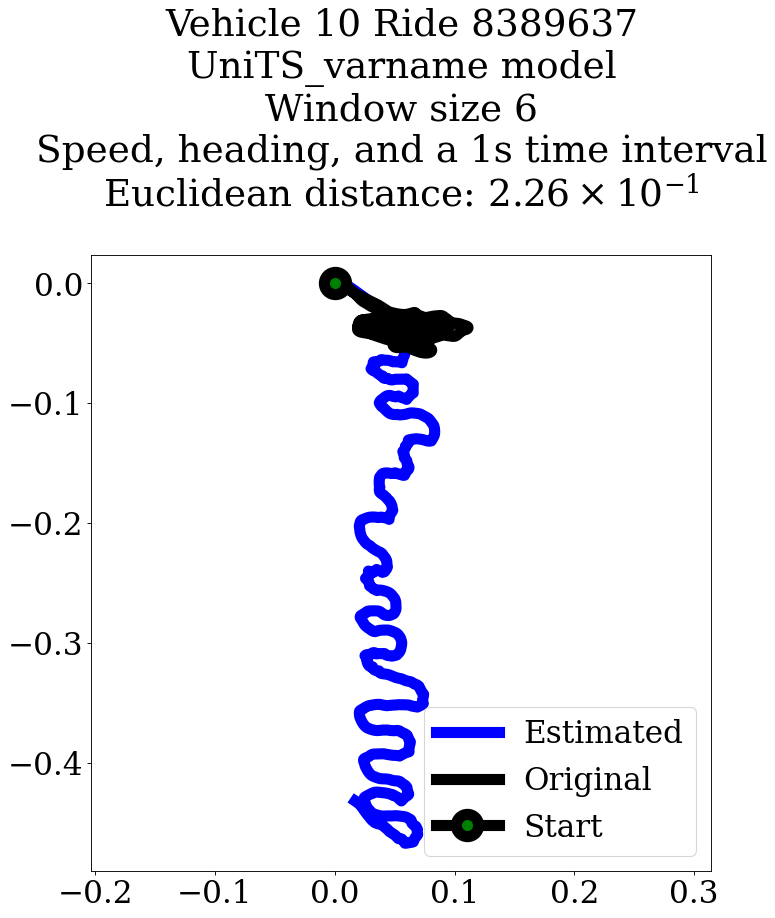 Vehicle 10 Ride 8389637
UniTS_varname model
Window size 6
Speed, heading, and a 1s time interval
Euclidean distance: 2.26 × 10⁻¹
0.0
−0.1
−0.2
−0.3
−0.4
Estimated
Original
Start
−0.2 −0.1 0.0 0.1 0.2 0.3